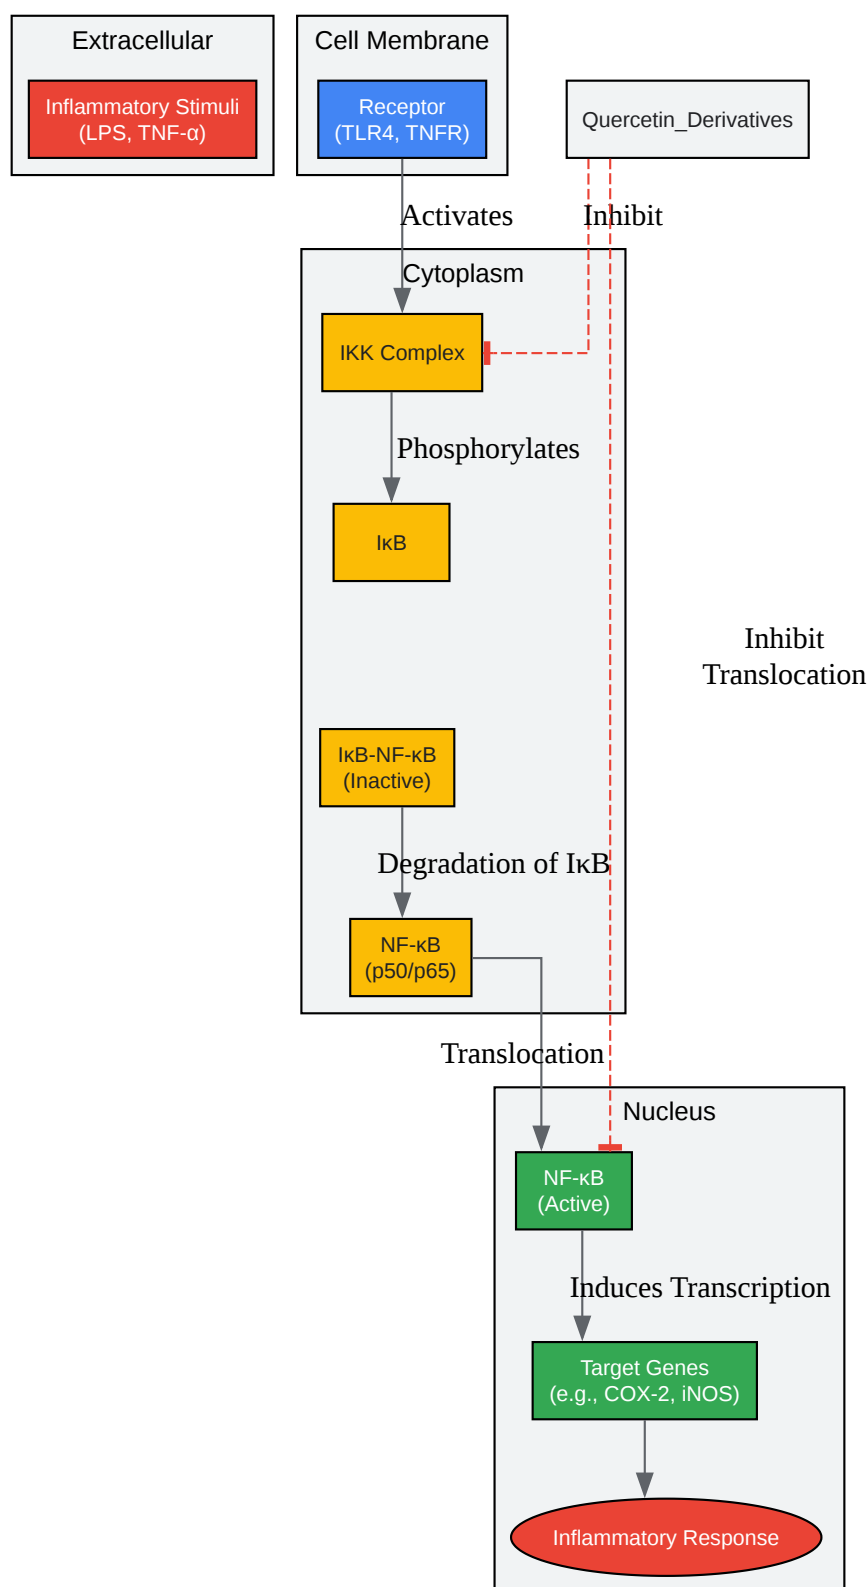 Extracellular
Inflammatory Stimuli
(LPS, TNF-α)
Cell Membrane
Receptor
(TLR4, TNFR)
Quercetin_Derivatives
Activates
Inhibit
Cytoplasm
IKK Complex
Phosphorylates
IκB
Inhibit
Translocation
IκB-NF-κB
(Inactive)
Degradation of IκB
NF-κB
(p50/p65)
Translocation
Nucleus
NF-κB
(Active)
Induces Transcription
Target Genes
(e.g., COX-2, iNOS)
Inflammatory Response